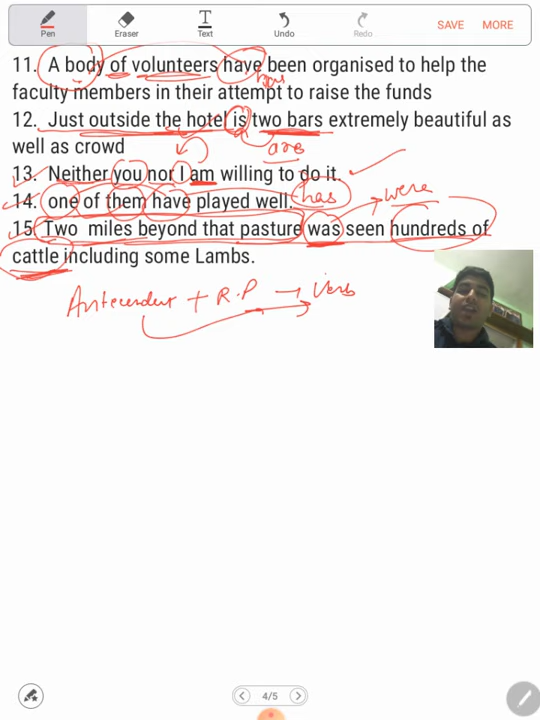 Pen Eraser Text Undo Redo SAVE MORE
11. A body of volunteers have been organised to help the
has
faculty members in their attempt to raise the funds
12. Just outside the hotel is two bars extremely beautiful as
well as crowd
are
13. Neither you nor I am willing to do it.
14. one of them have played well. has
were
15. Two miles beyond that pasture was seen hundreds of
cattle including some Lambs.
Antecendent + R.P → Verb
4/5